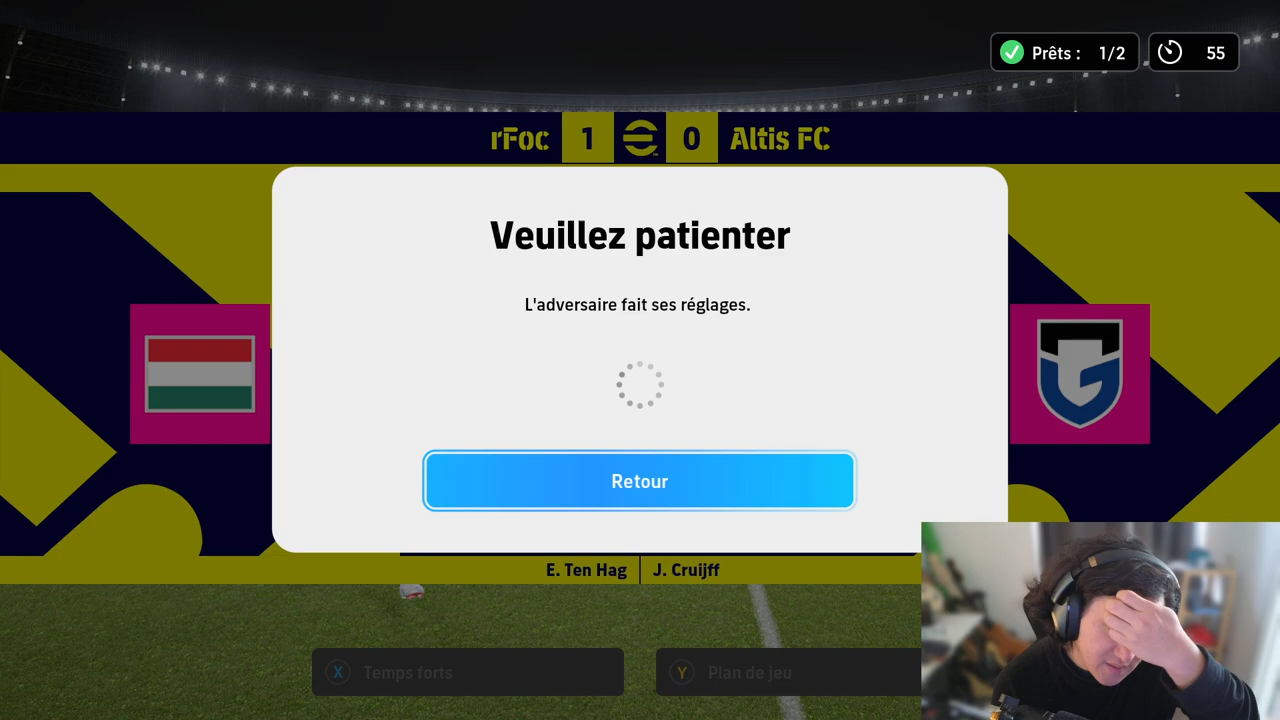 Prêts : 1/2
55
rFoc 1 0 Altis FC
Veuillez patienter
L'adversaire fait ses réglages.
Retour
E. Ten Hag J. Cruijff
X Temps forts
Y Plan de jeu